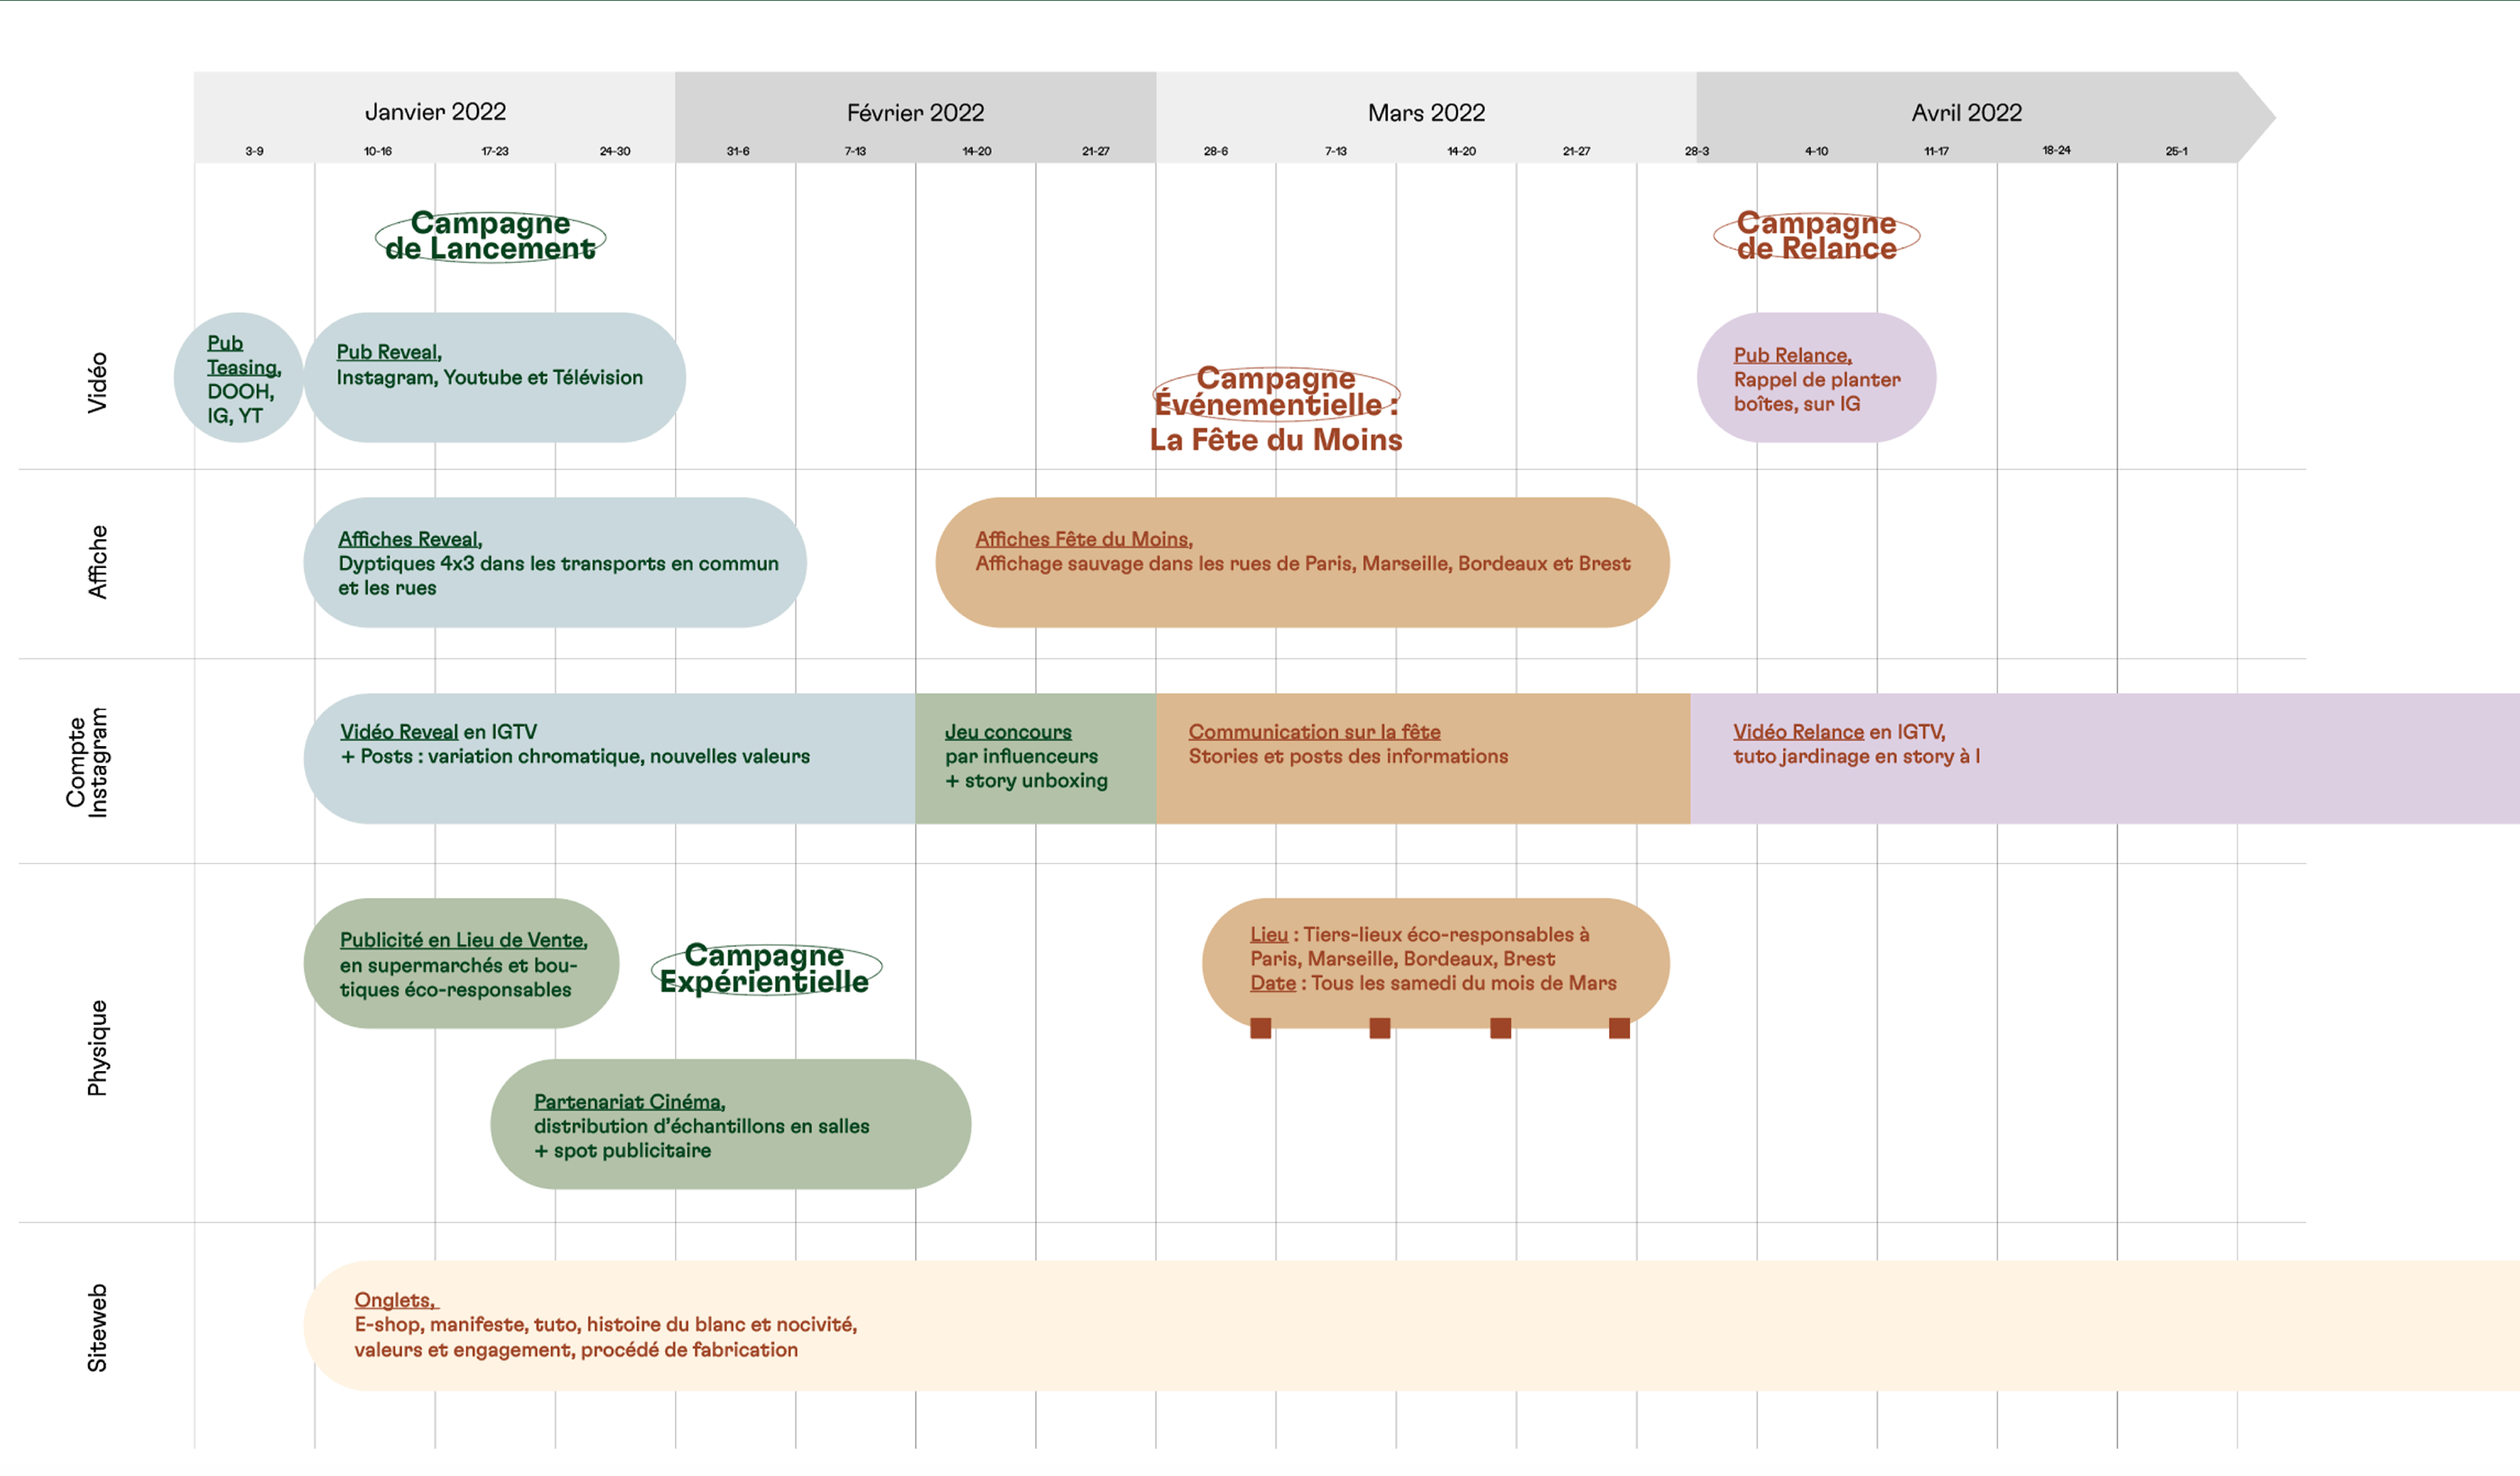 Janvier 2022
Février 2022
Mars 2022
Avril 2022
3-9
10-16
17-23
24-30
31-6
7-13
14-20
21-27
28-6
7-13
14-20
21-27
28-3
4-10
11-17
18-24
25-1
Campagne
de Lancement
Campagne
de Relance
Vidéo
Pub
Teasing,
DOOH,
IG, YT
Pub Reveal,
Instagram, Youtube et Télévision
Campagne
Événementielle :
La Fête du Moins
Pub Relance,
Rappel de planter
boîtes, sur IG
Affiche
Affiches Reveal,
Dyptiques 4x3 dans les transports en commun
et les rues
Affiches Fête du Moins,
Affichage sauvage dans les rues de Paris, Marseille, Bordeaux et Brest
Compte
Instagram
Vidéo Reveal en IGTV
+ Posts : variation chromatique, nouvelles valeurs
Jeu concours
par influenceurs
+ story unboxing
Communication sur la fête
Stories et posts des informations
Vidéo Relance en IGTV,
tuto jardinage en story à l
Physique
Publicité en Lieu de Vente,
en supermarchés et bou-
tiques éco-responsables
Campagne
Expérientielle
Lieu : Tiers-lieux éco-responsables à
Paris, Marseille, Bordeaux, Brest
Date : Tous les samedi du mois de Mars
Partenariat Cinéma,
distribution d'échantillons en salles
+ spot publicitaire
Siteweb
Onglets,
E-shop, manifeste, tuto, histoire du blanc et nocivité,
valeurs et engagement, procédé de fabrication